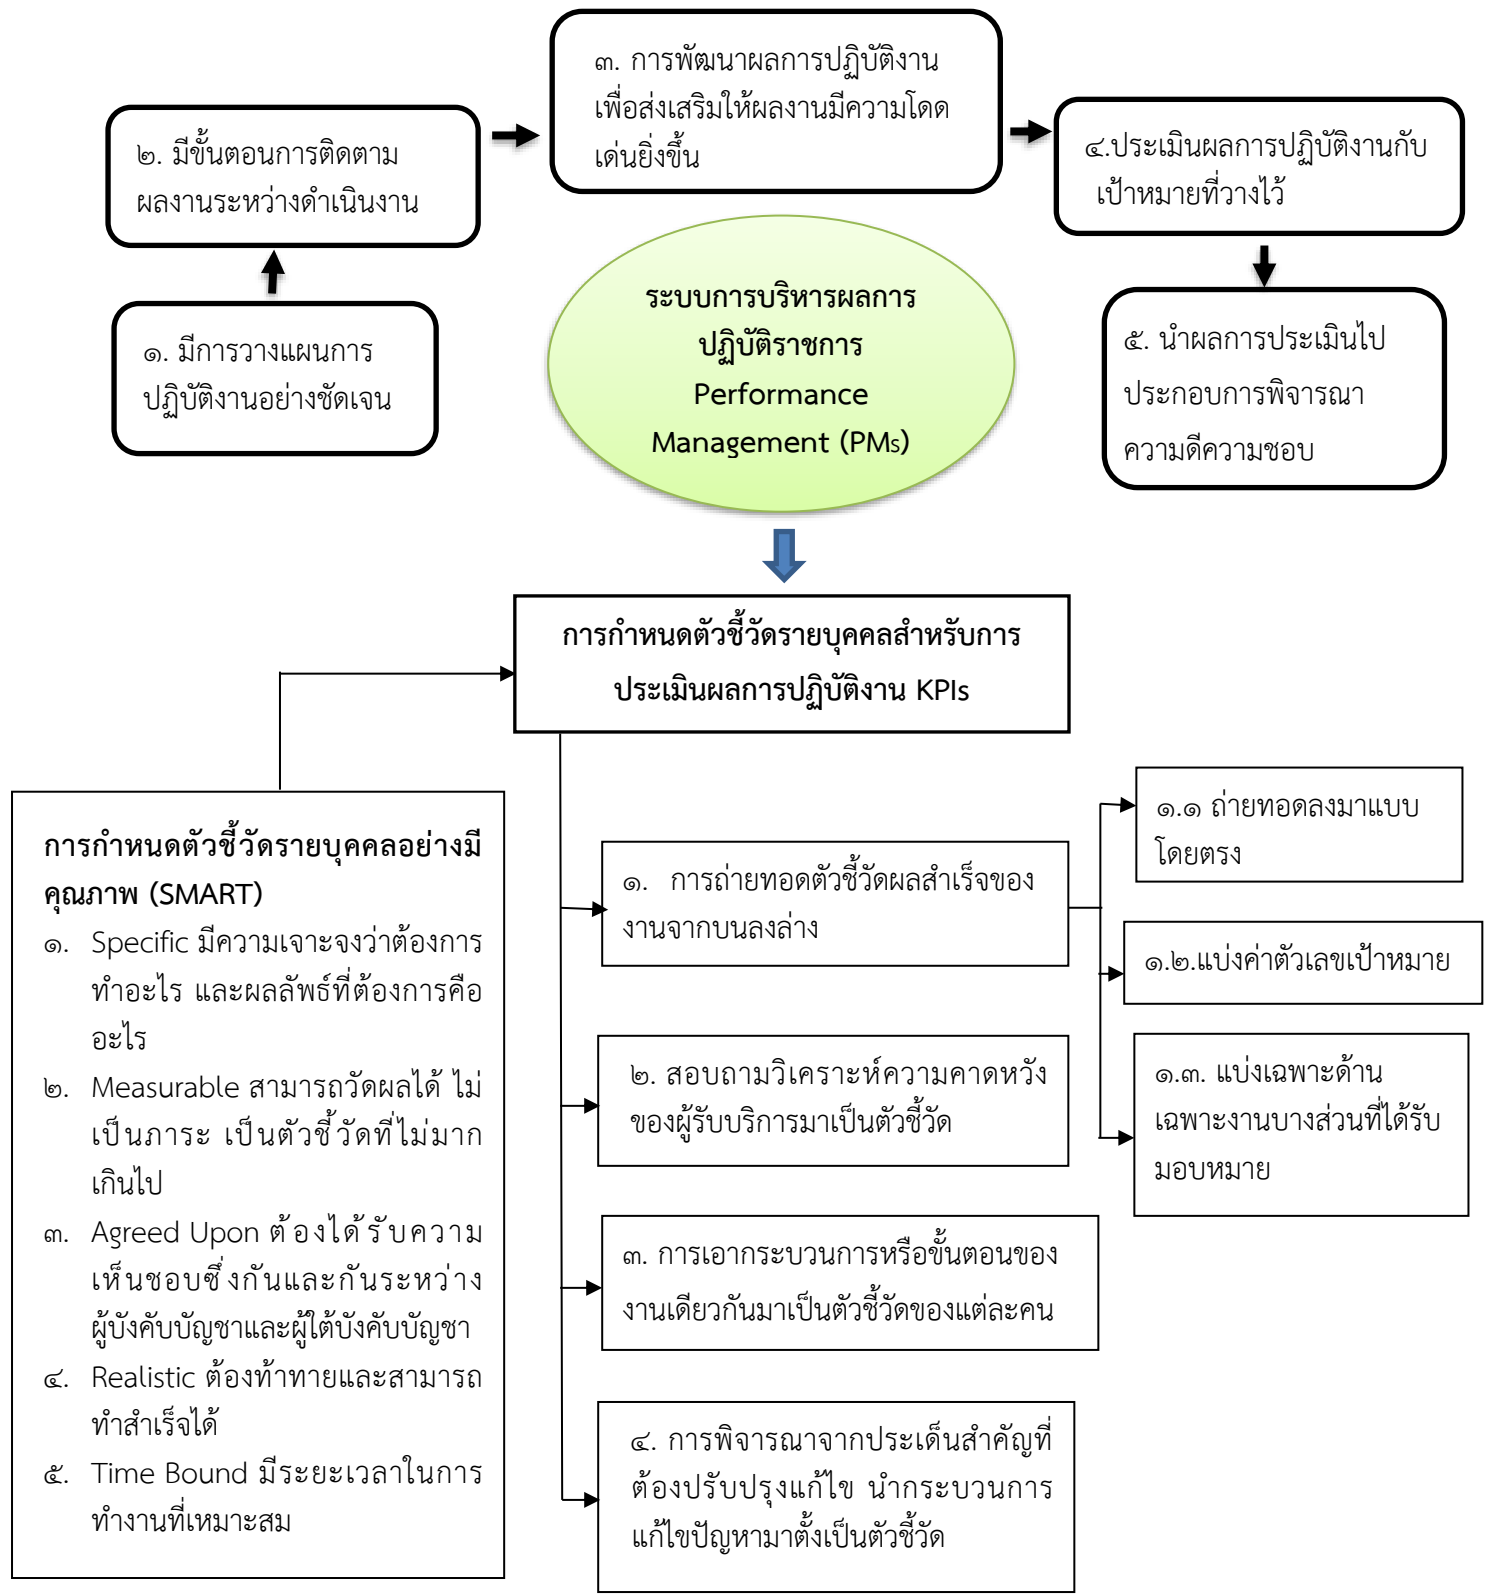 ๓. การพัฒนาผลการปฏิบัติงาน
เพื่อส่งเสริมให้ผลงานมีความโดด
เด่นยิ่งขึ้น
๒. มีขั้นตอนการติดตาม
ผลงานระหว่างดำเนินงาน
๔.ประเมินผลการปฏิบัติงานกับ
เป้าหมายที่วางไว้
๑. มีการวางแผนการ
ปฏิบัติงานอย่างชัดเจน
ระบบการบริหารผลการ
ปฏิบัติราชการ
Performance
Management (PMs)
๕. นำผลการประเมินไป
ประกอบการพิจารณา
ความดีความชอบ
การกำหนดตัวชี้วัดรายบุคคลสำหรับการ
ประเมินผลการปฏิบัติงาน KPIs
การกำหนดตัวชี้วัดรายบุคคลอย่างมี
คุณภาพ (SMART)
๑. Specific มีความเจาะจงว่าต้องการ
ทำอะไร และผลลัพธ์ที่ต้องการคือ
อะไร
๒. Measurable สามารถวัดผลได้ ไม่
เป็นภาระ เป็นตัวชี้วัดที่ไม่มาก
เกินไป
๓. Agreed Upon ต้องได้รับความ
เห็นชอบซึ่งกันและกันระหว่าง
ผู้บังคับบัญชาและผู้ใต้บังคับบัญชา
๔. Realistic ต้องท้าทายและสามารถ
ทำสำเร็จได้
๕. Time Bound มีระยะเวลาในการ
ทำงานที่เหมาะสม
๑. การถ่ายทอดตัวชี้วัดผลสำเร็จของ
งานจากบนลงล่าง
๑.๑ ถ่ายทอดลงมาแบบ
โดยตรง
๑.๒.แบ่งค่าตัวเลขเป้าหมาย
๑.๓. แบ่งเฉพาะด้าน
เฉพาะงานบางส่วนที่ได้รับ
มอบหมาย
๒. สอบถามวิเคราะห์ความคาดหวัง
ของผู้รับบริการมาเป็นตัวชี้วัด
๓. การเอากระบวนการหรือขั้นตอนของ
งานเดียวกันมาเป็นตัวชี้วัดของแต่ละคน
๔. การพิจารณาจากประเด็นสำคัญที่
ต้องปรับปรุงแก้ไข นำกระบวนการ
แก้ไขปัญหามาตั้งเป็นตัวชี้วัด